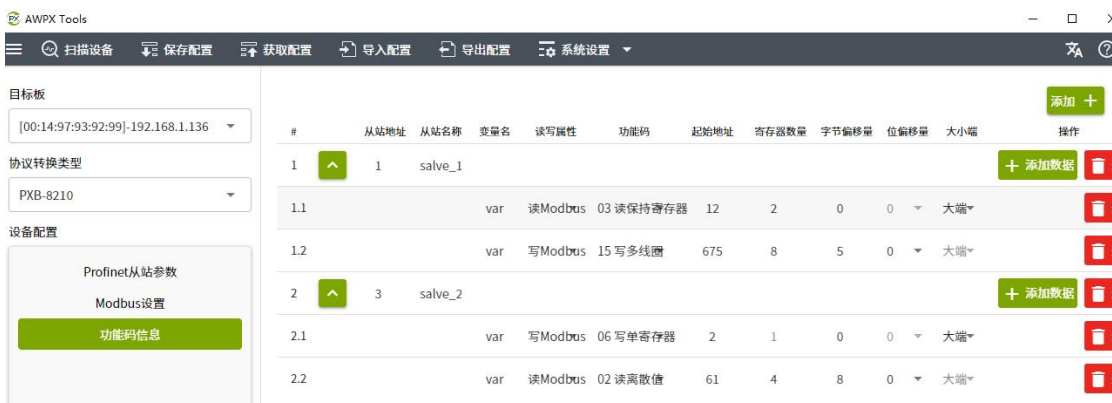 AWPX Tools
扫描设备 保存配置 获取配置 导入配置 导出配置 系统设置
目标板
[00:14:97:93:92:99]-192.168.1.136
协议转换类型
PXB-8210
设备配置
Profinet从站参数
Modbus设置
功能码信息
添加 +
# 从站地址 从站名称 变量名 读写属性 功能码 起始地址 寄存器数量 字节偏移量 位偏移量 大小端 操作
1 1 salve_1 + 添加数据
1.1 var 读Modbus 03 读保持寄存器 12 2 0 0 大端
1.2 var 写Modbus 15 写多线圈 675 8 5 0 大端
2 3 salve_2 + 添加数据
2.1 var 写Modbus 06 写单寄存器 2 1 0 0 大端
2.2 var 读Modbus 02 读离散值 61 4 8 0 大端